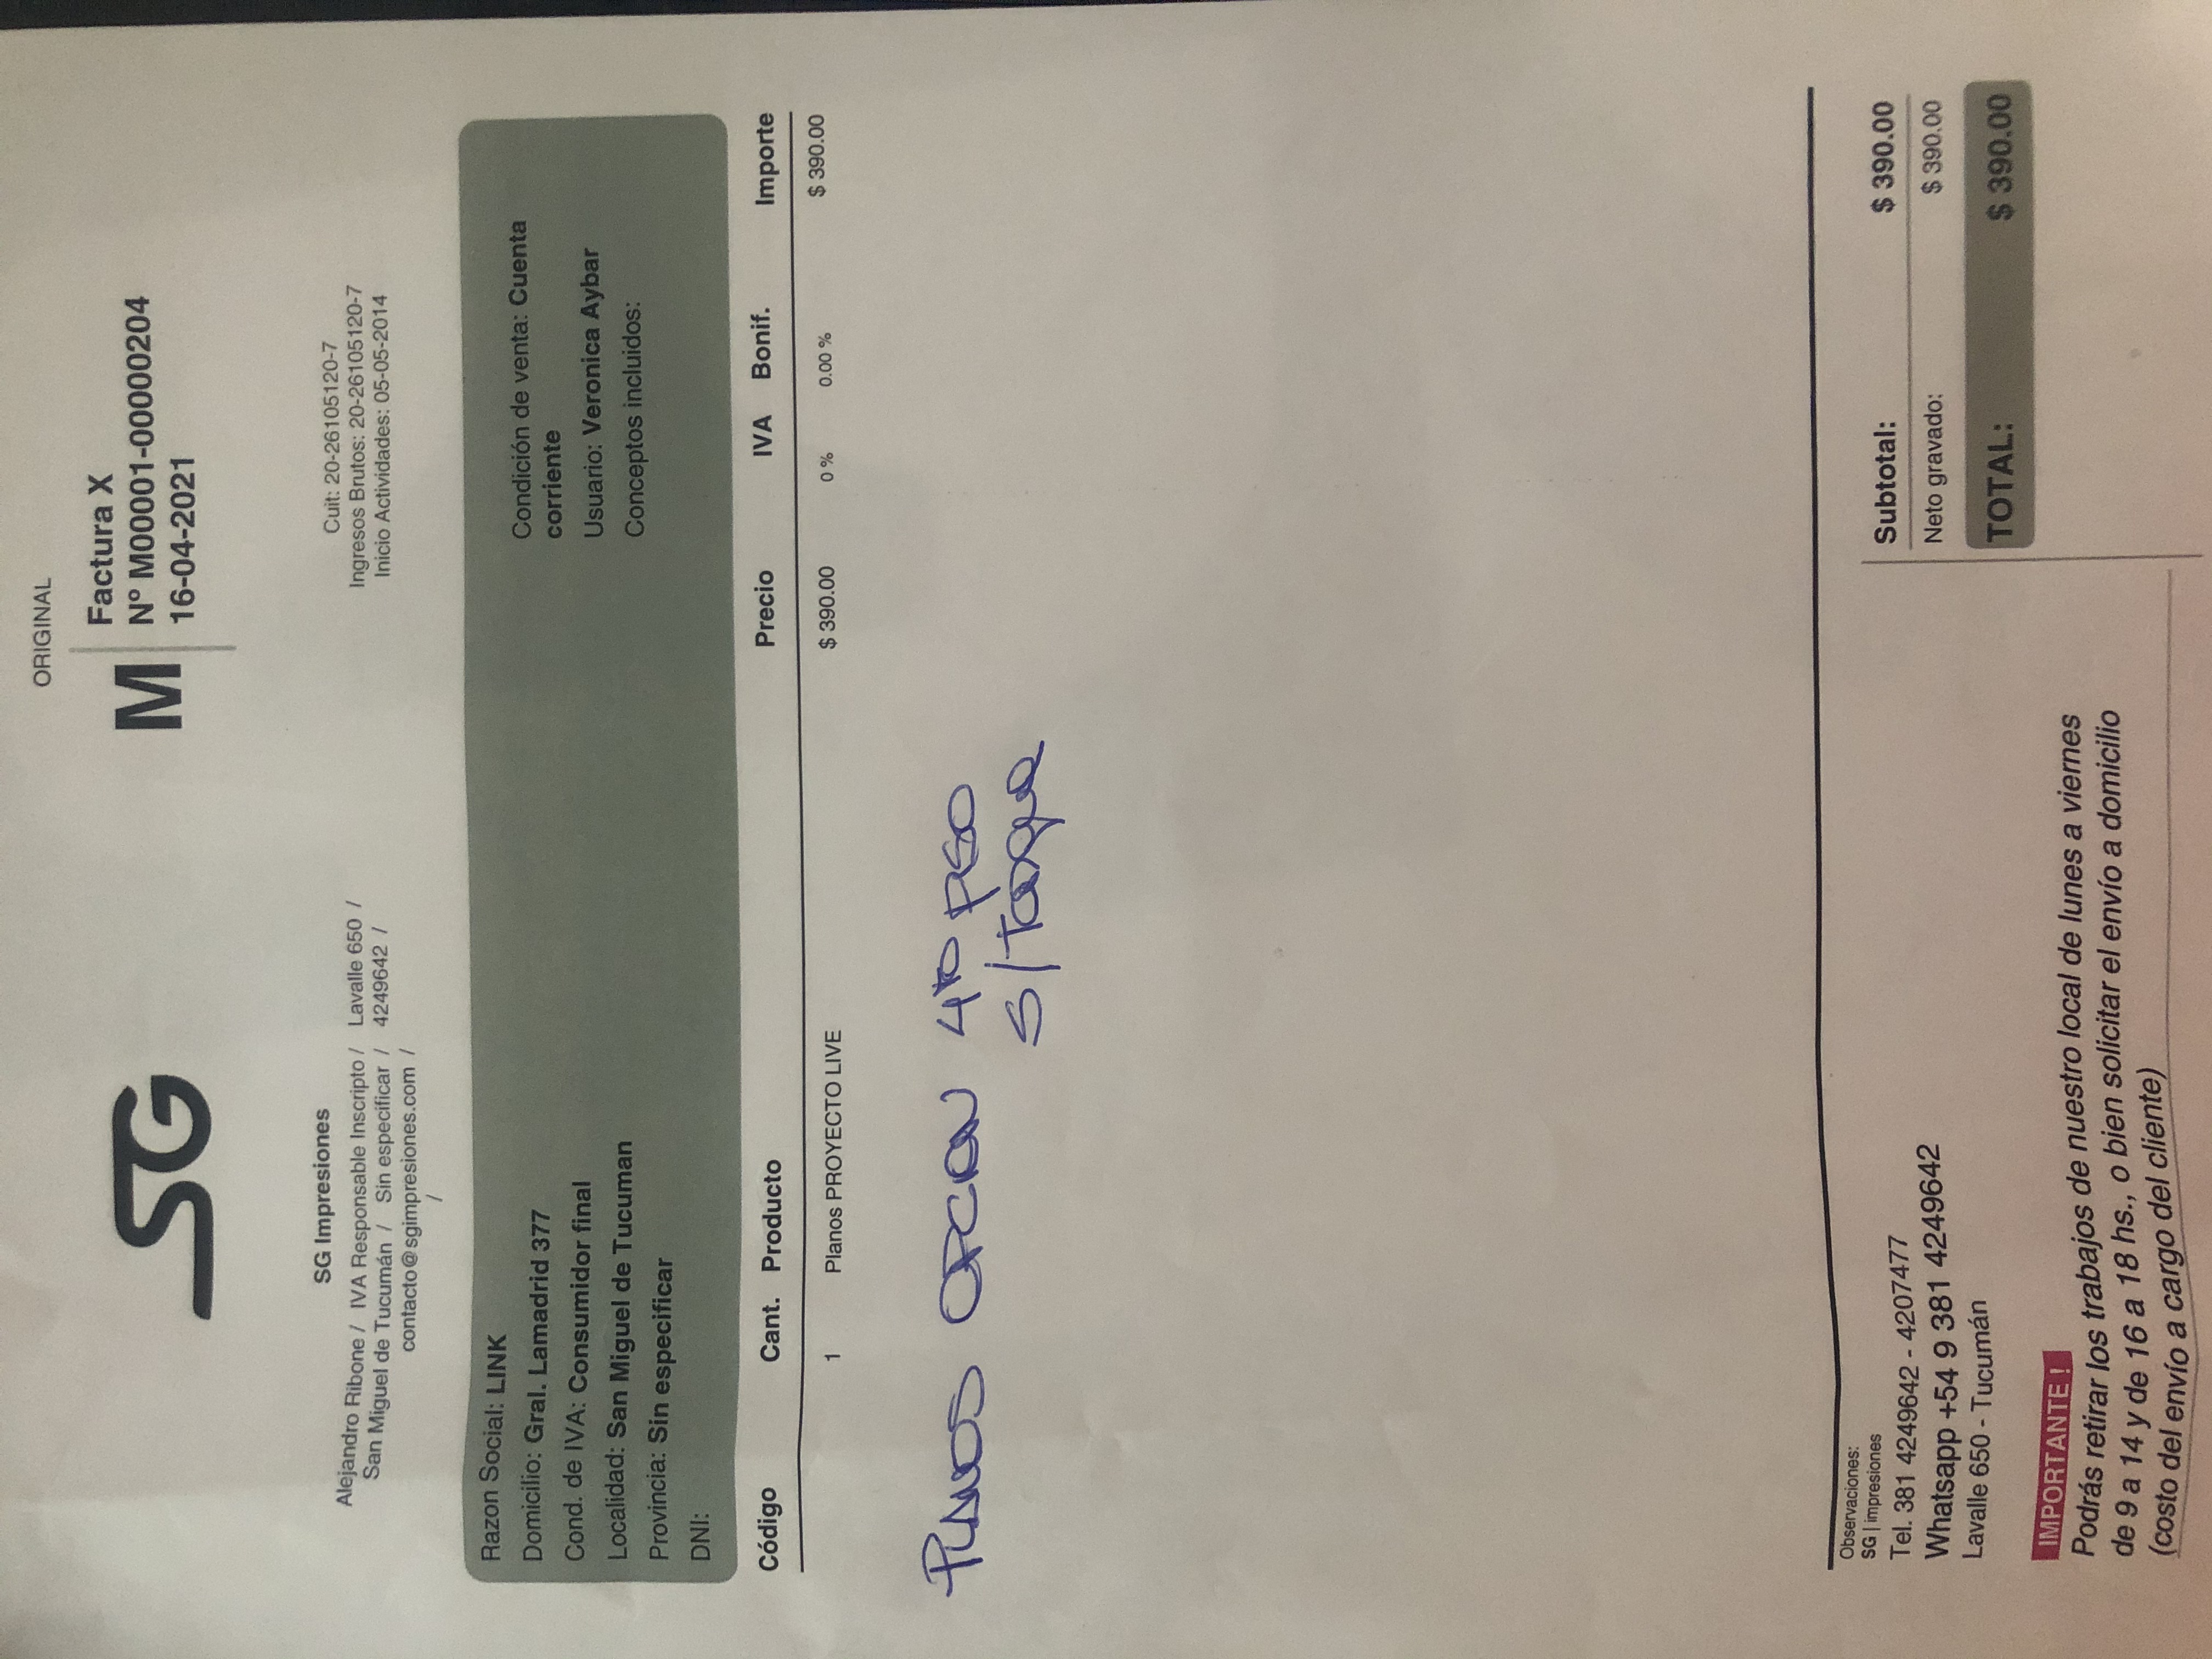 ORIGINAL
SG
M
Factura X
Nº M00001-00000204
16-04-2021
SG Impresiones
Alejandro Ribone / IVA Responsable Inscripto / Lavalle 650 /
San Miguel de Tucumán / Sin especificar / 4249642 /
contacto@sgimpresiones.com /
/
Cuit: 20-26105120-7
Ingresos Brutos: 20-26105120-7
Inicio Actividades: 05-05-2014
Razon Social: LINK
Domicilio: Gral. Lamadrid 377
Cond. de IVA: Consumidor final
Localidad: San Miguel de Tucuman
Provincia: Sin especificar
DNI:
Condición de venta: Cuenta
corriente
Usuario: Veronica Aybar
Conceptos incluidos:
Código Cant. Producto Precio IVA Bonif. Importe
1 Planos PROYECTO LIVE $ 390.00 0 % 0.00 % $ 390.00
PLANOS OPCION 4to PISO
S/Tanque
Observaciones:
SG | impresiones
Tel. 381 4249642 - 4207477
Whatsapp +54 9 381 4249642
Lavalle 650 - Tucumán
IMPORTANTE !
Podrás retirar los trabajos de nuestro local de lunes a viernes
de 9 a 14 y de 16 a 18 hs., o bien solicitar el envío a domicilio
(costo del envío a cargo del cliente)
Subtotal: $ 390.00
Neto gravado: $ 390.00
TOTAL: $ 390.00